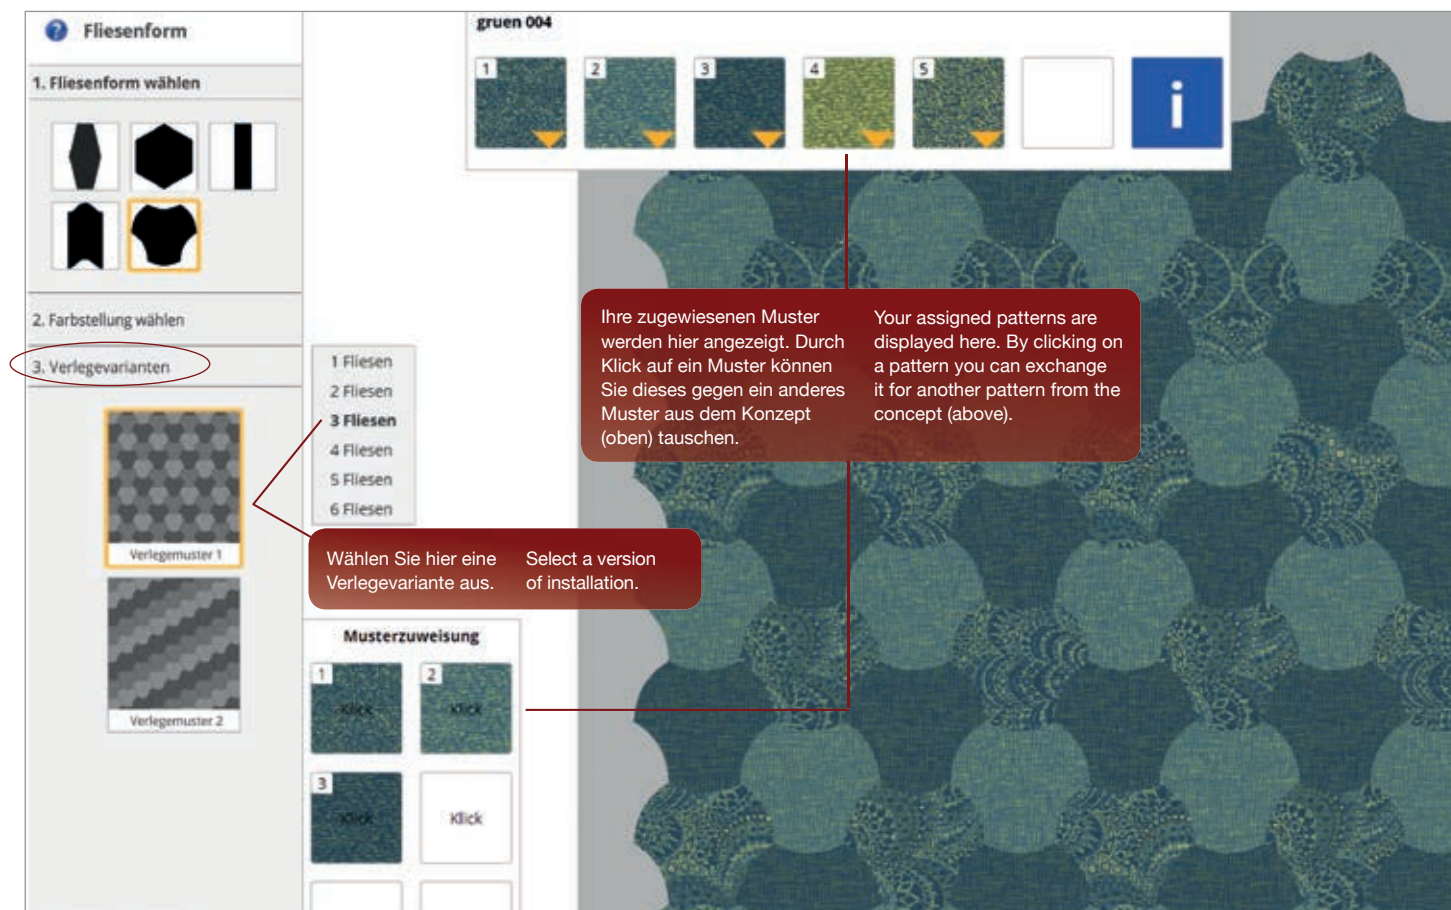 Fliesenform
1. Fliesenform wählen
2. Farbstellung wählen
3. Verlegevarianten
Verlegemuster 1
Verlegemuster 2
1 Fliesen
2 Fliesen
3 Fliesen
4 Fliesen
5 Fliesen
6 Fliesen
Wählen Sie hier eine
Verlegevariante aus.
Select a version
of installation.
Musterzuweisung
1
Klick
2
Klick
3
Klick
Klick
gruen 004
1
2
3
4
5
i
Ihre zugewiesenen Muster
werden hier angezeigt. Durch
Klick auf ein Muster können
Sie dieses gegen ein anderes
Muster aus dem Konzept
(oben) tauschen.
Your assigned patterns are
displayed here. By clicking on
a pattern you can exchange
it for another pattern from the
concept (above).